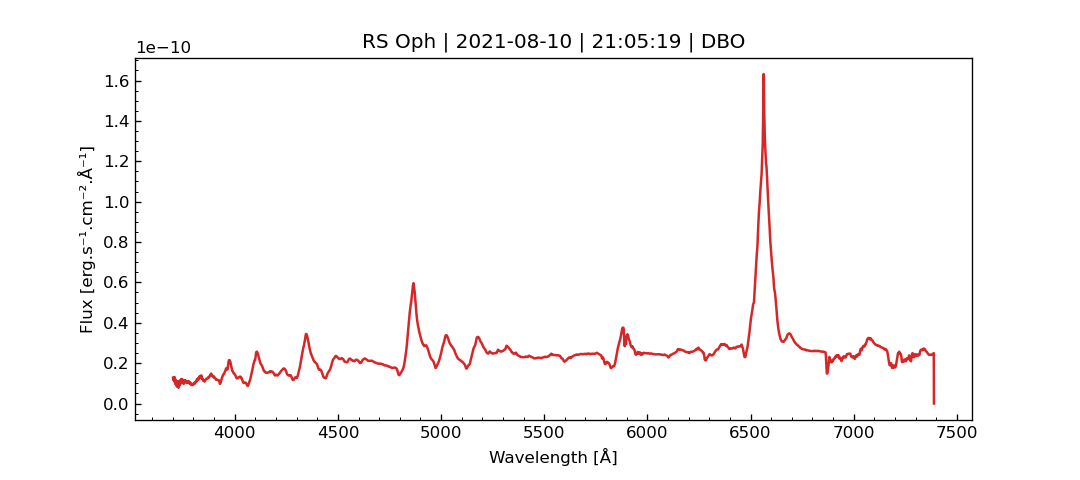 RS Oph | 2021-08-10 | 21:05:19 | DBO
1e−10
1.6
1.4
1.2
1.0
0.8
0.6
0.4
0.2
0.0
Flux [erg.s⁻¹.cm⁻².Å⁻¹]
4000 4500 5000 5500 6000 6500 7000 7500
Wavelength [Å]